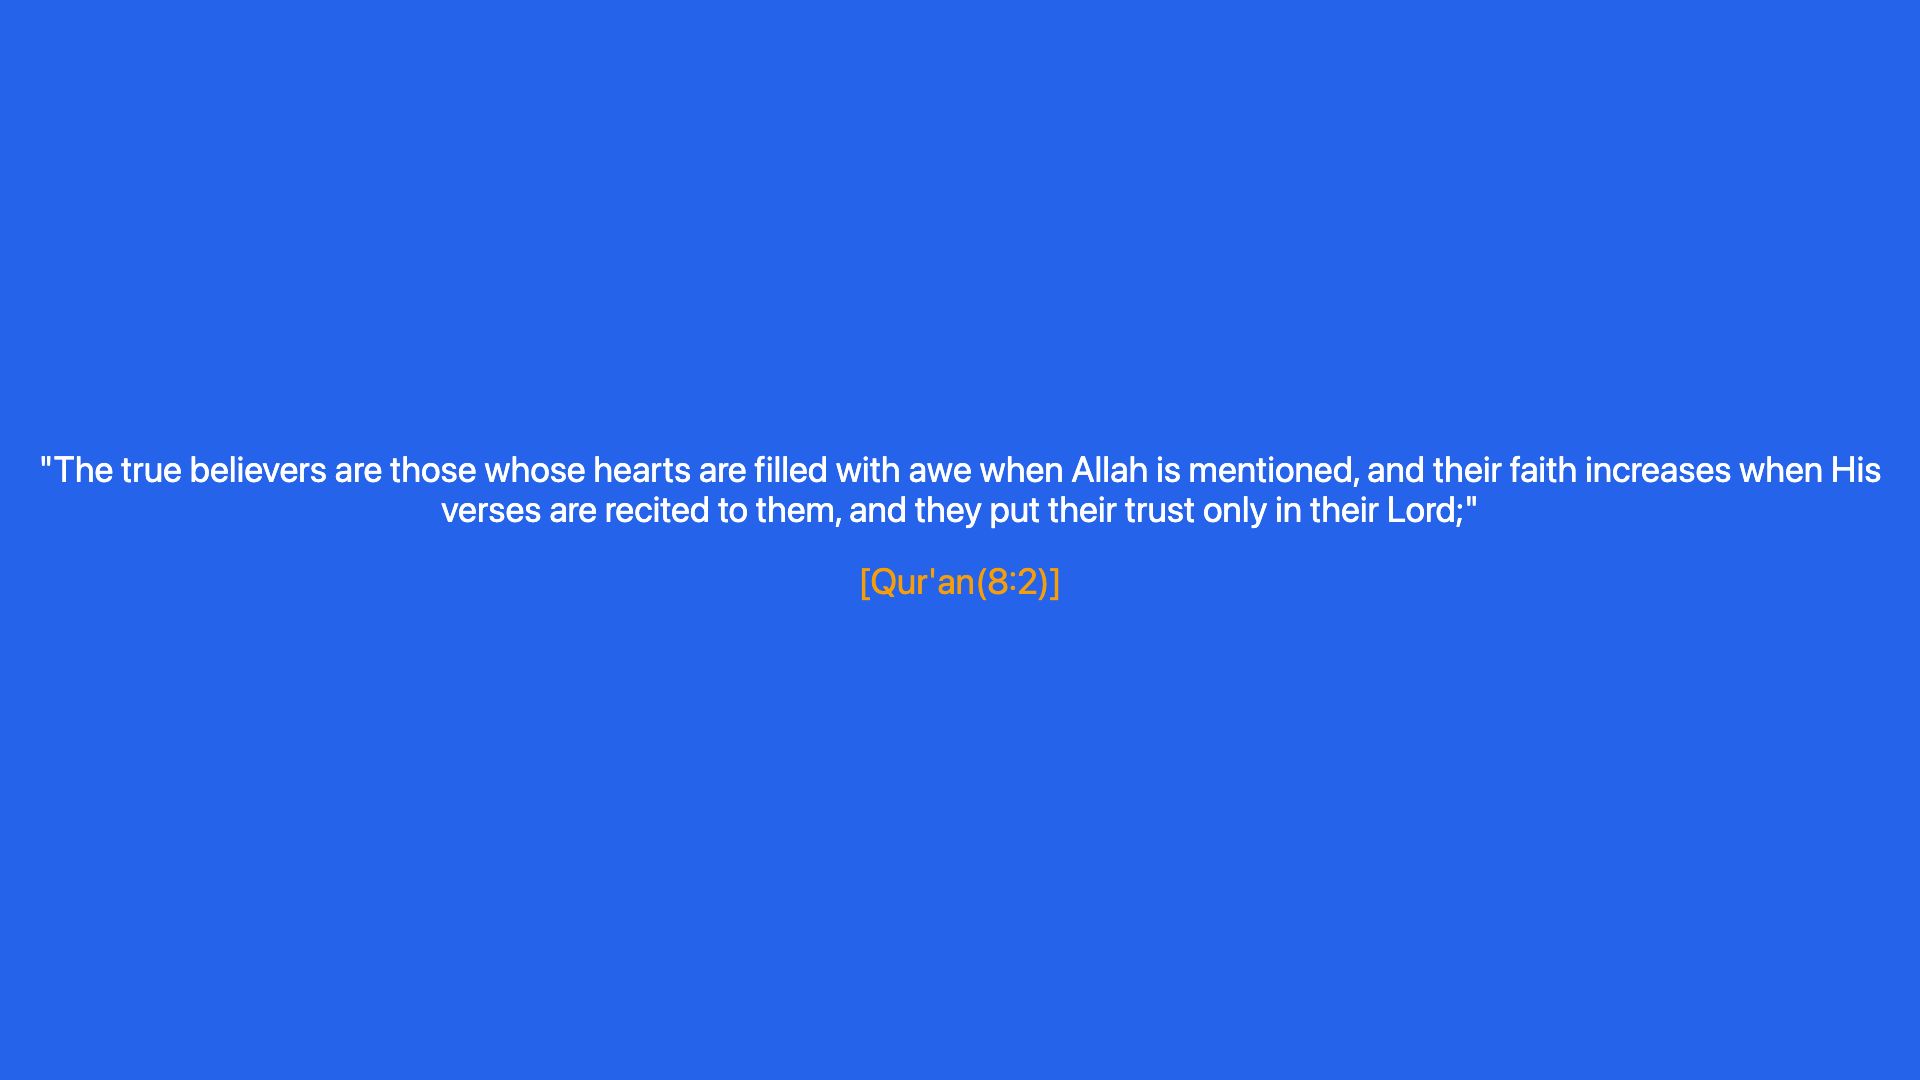 "The true believers are those whose hearts are filled with awe when Allah is mentioned, and their faith increases when His
verses are recited to them, and they put their trust only in their Lord;"
[Qur'an(8:2)]